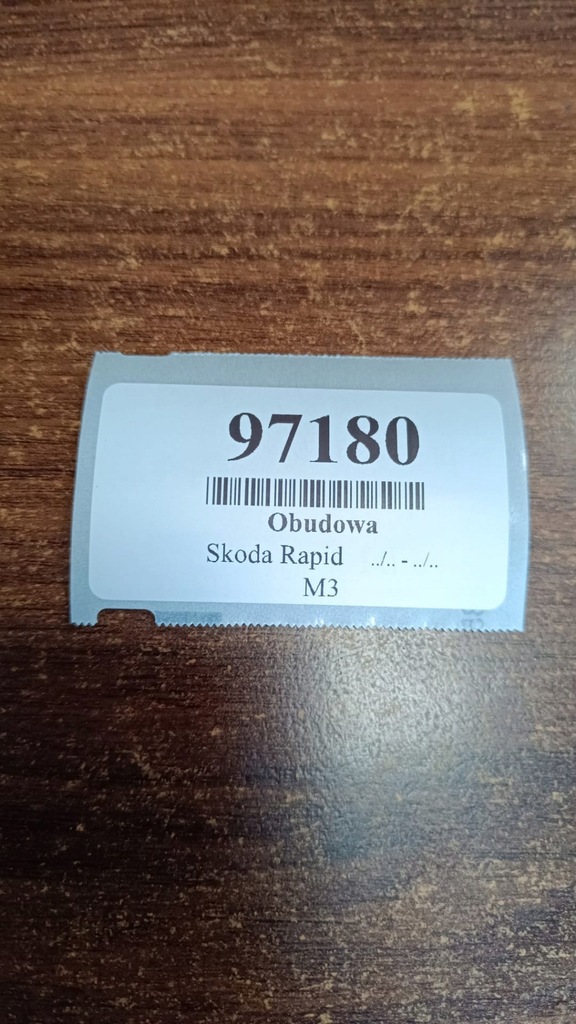 97180
Obudowa
Skoda Rapid ../.. - ../..
M3